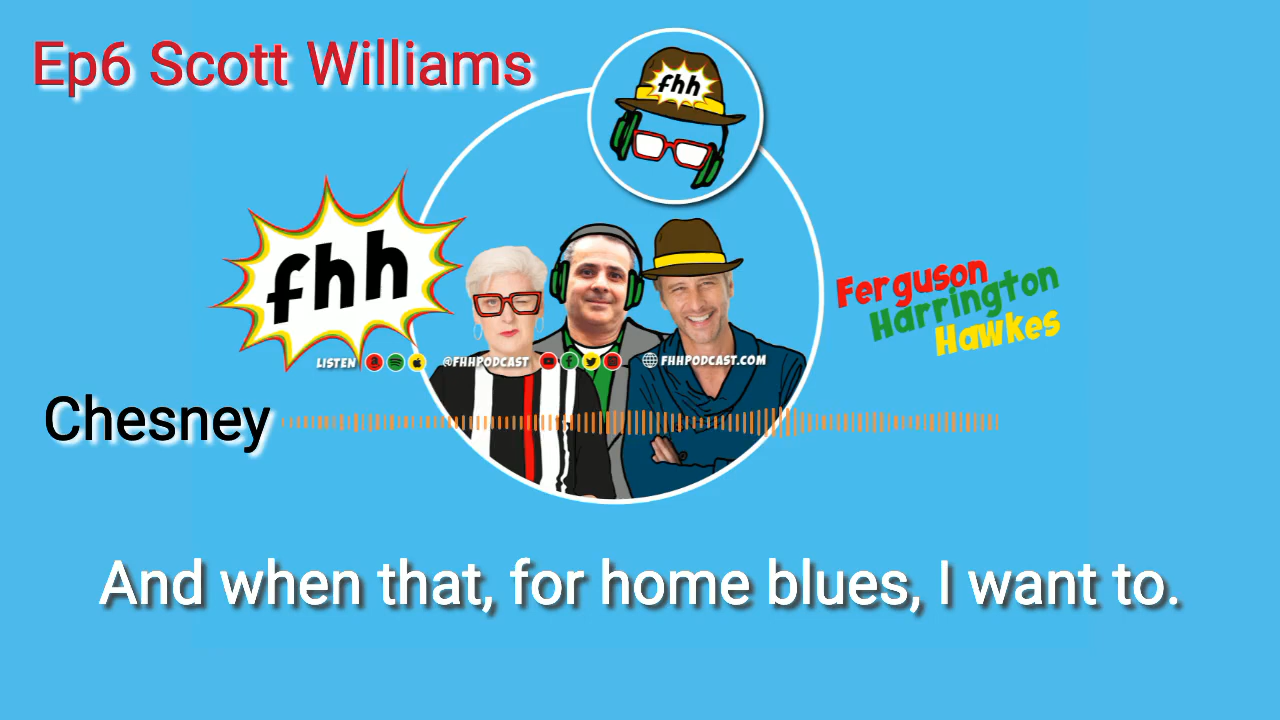 Ep6 Scott Williams
fhh
fhh
Ferguson
Harrington
Hawkes
LISTEN @FHHPODCAST FHHPODCAST.COM
Chesney
And when that, for home blues, I want to.